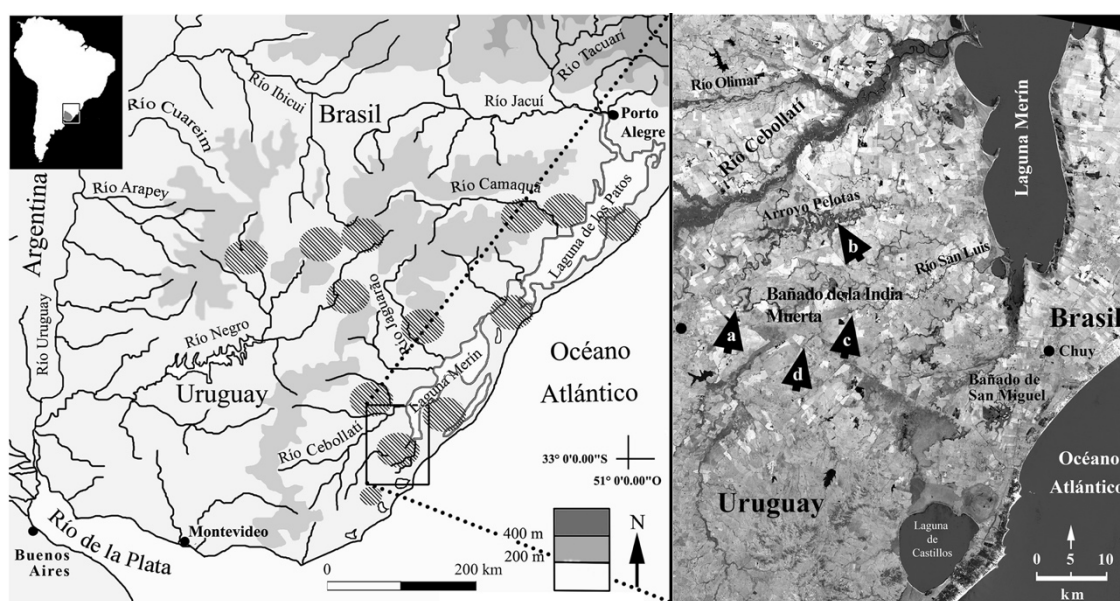 Río Tacuarí
Río Ibicuí
Río Cuareim
Brasil
Río Jacuí
Porto
Alegre
Argentina
Río Arapey
Río Camaqua
Laguna de los Patos
Río Uruguay
Río Negro
Río Jaguarao
Océano
Atlántico
Laguna Merín
Uruguay
Río Cebollatí
33° 0'0.00"S
51° 0'0.00"O
Montevideo
Buenos
Aires
Río de la Plata
400 m
200 m
N
0
200 km
Río Olimar
Río Cebollatí
Laguna Merín
Arroyo Pelotas
b
Río San Luis
Bañado de la India
Muerta
a
c
d
Brasil
Chuy
Bañado de
San Miguel
Océano
Atlántico
Uruguay
Laguna
de
Castillos
N
0 5 10
km